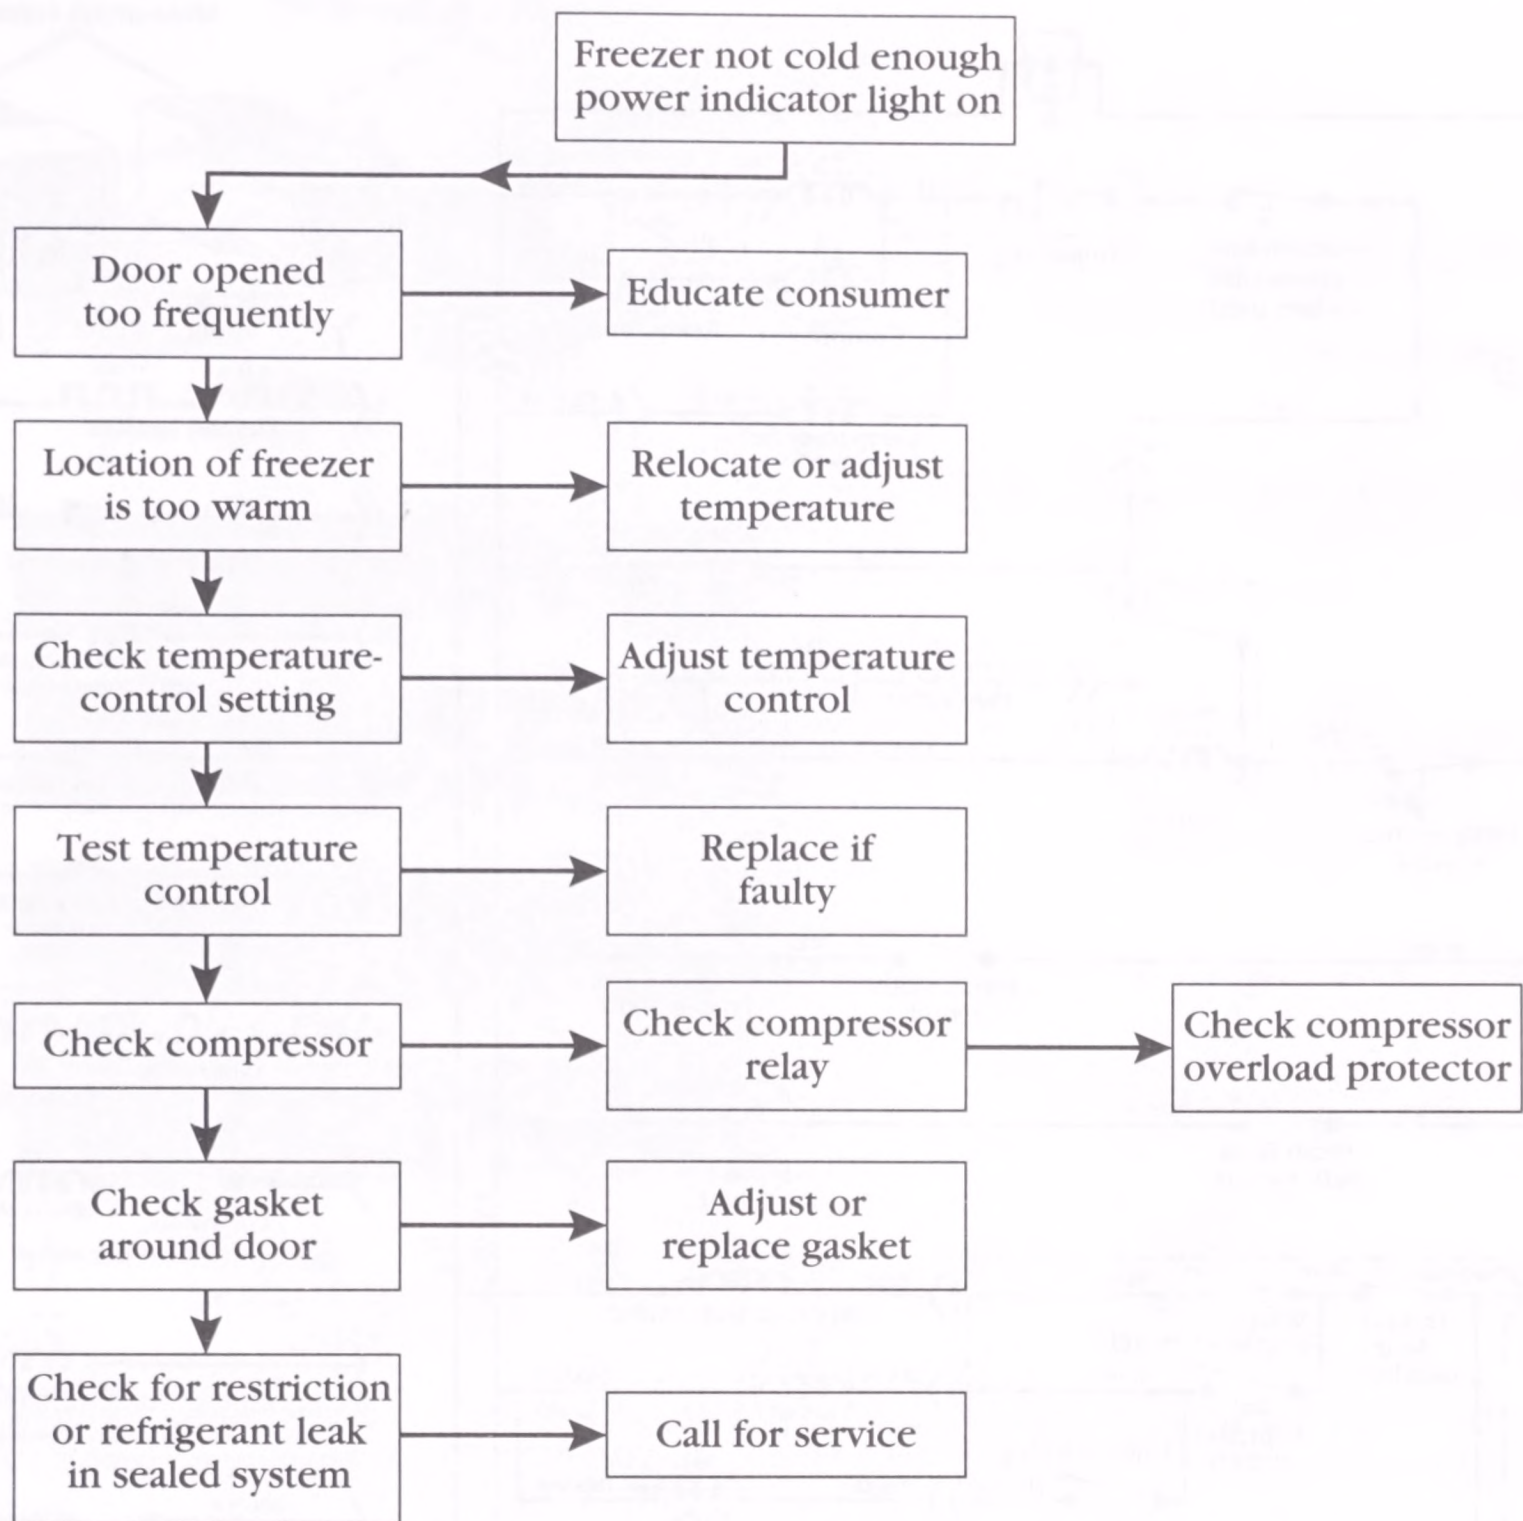 Freezer not cold enough
power indicator light on
Door opened
too frequently
Educate consumer
Location of freezer
is too warm
Relocate or adjust
temperature
Check temperature-
control setting
Adjust temperature
control
Test temperature
control
Replace if
faulty
Check compressor
Check compressor
relay
Check compressor
overload protector
Check gasket
around door
Adjust or
replace gasket
Check for restriction
or refrigerant leak
in sealed system
Call for service